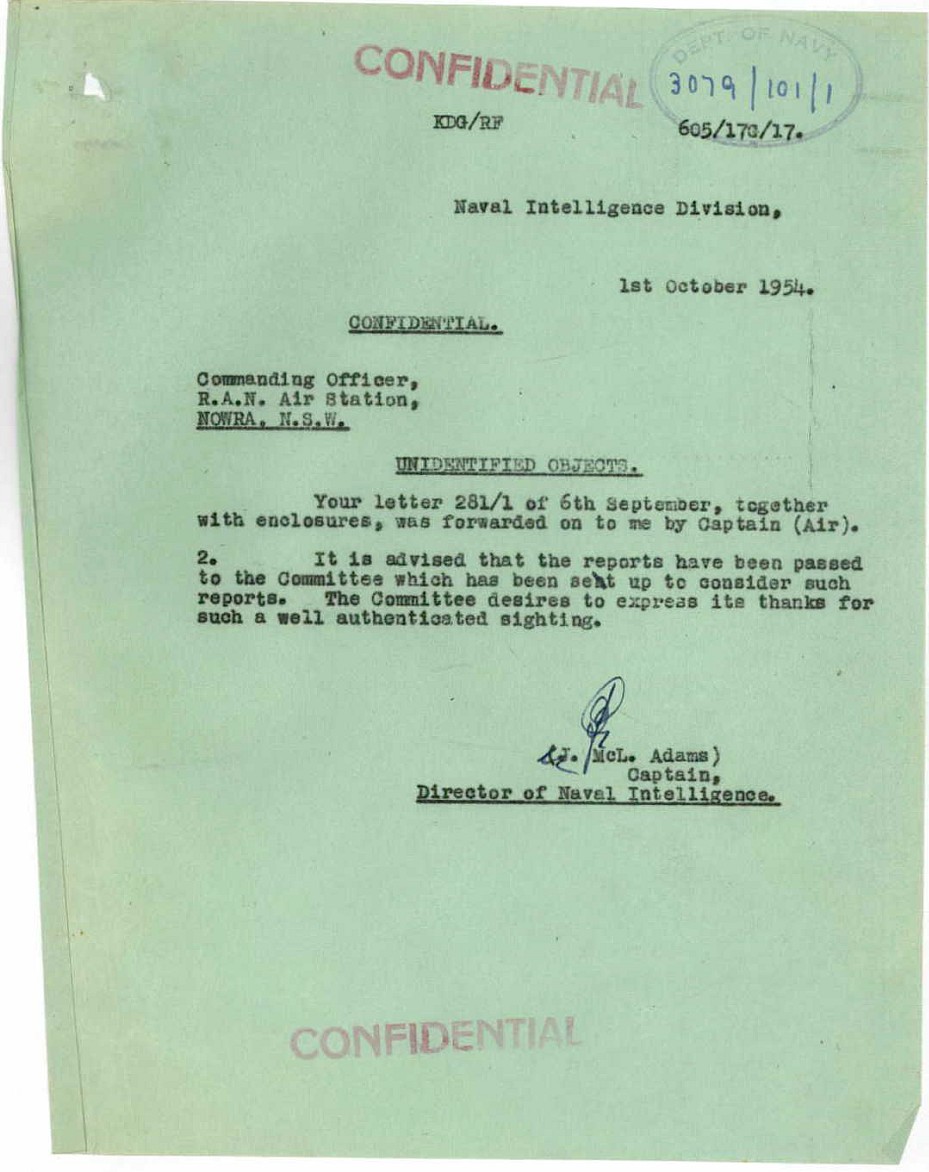 CONFIDENTIAL
DEPT. OF NAVY
3079/101/1
KDG/RF
605/17G/17.
Naval Intelligence Division,
1st October 1954.
CONFIDENTIAL.
Commanding Officer,
R.A.N. Air Station,
NOWRA, N.S.W.
UNIDENTIFIED OBJECTS.
Your letter 281/1 of 6th September, together
with enclosures, was forwarded on to me by Captain (Air).
2. It is advised that the reports have been passed
to the Committee which has been set up to consider such
reports. The Committee desires to express its thanks for
such a well authenticated sighting.
(J. McL. Adams)
Captain,
Director of Naval Intelligence.
CONFIDENTIAL